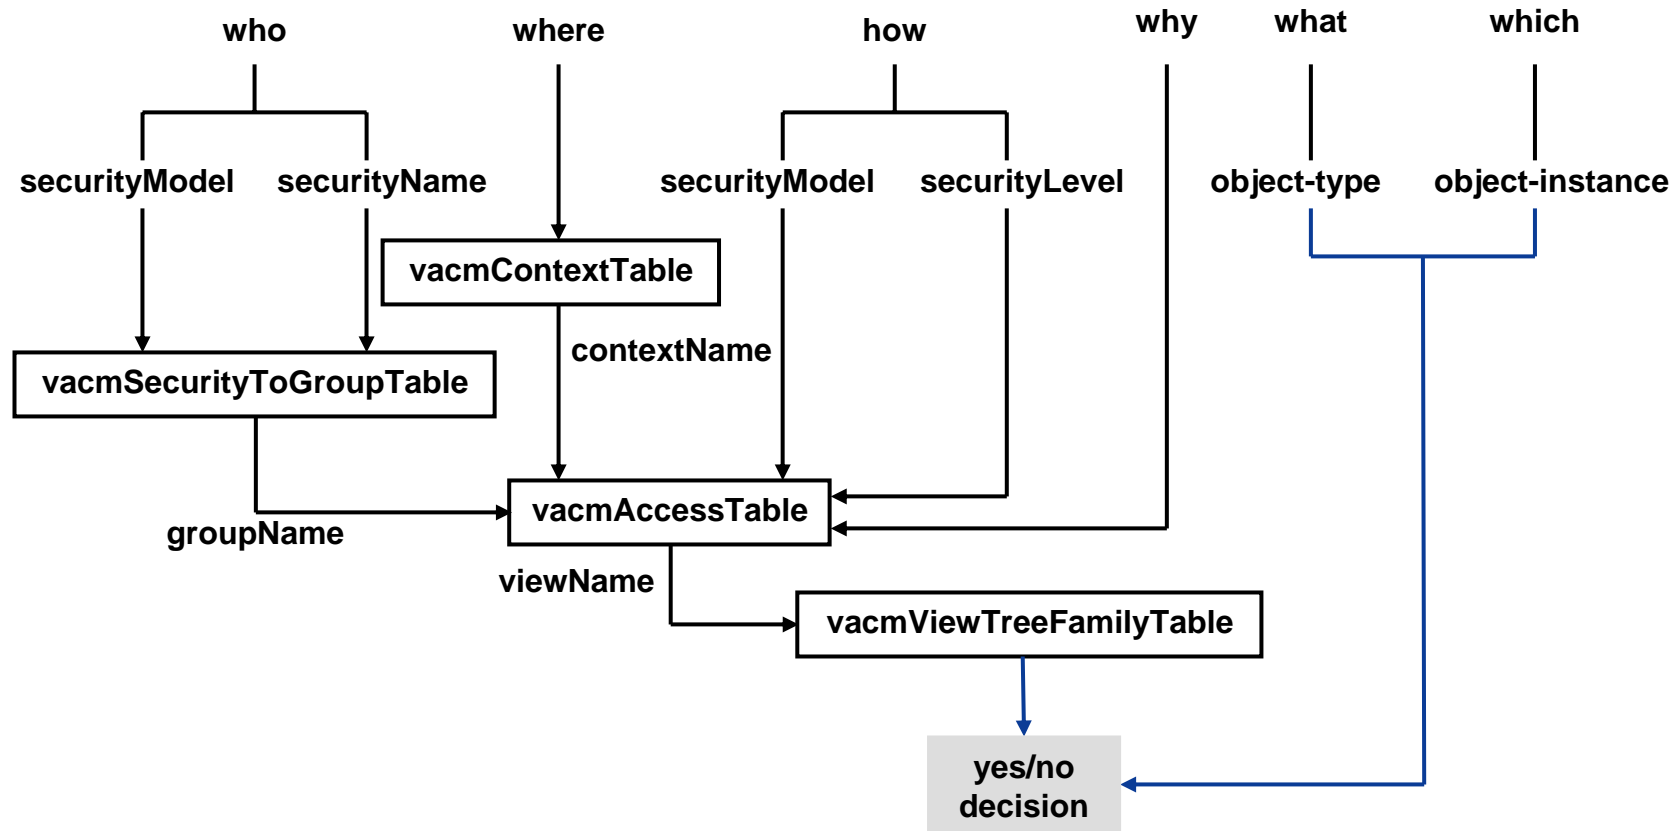 who
where
how
why
what
which
securityModel
securityName
securityModel
securityLevel
object-type
object-instance
vacmContextTable
contextName
vacmSecurityToGroupTable
vacmAccessTable
groupName
viewName
vacmViewTreeFamilyTable
yes/no
decision